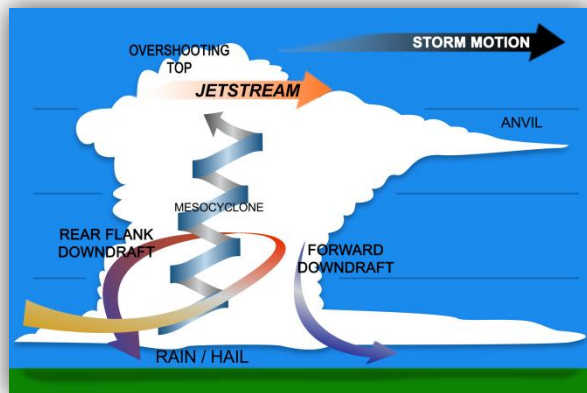 STORM MOTION
OVERSHOOTING
TOP
JETSTREAM
ANVIL
MESOCYCLONE
REAR FLANK
DOWNDRAFT
FORWARD
DOWNDRAFT
RAIN / HAIL